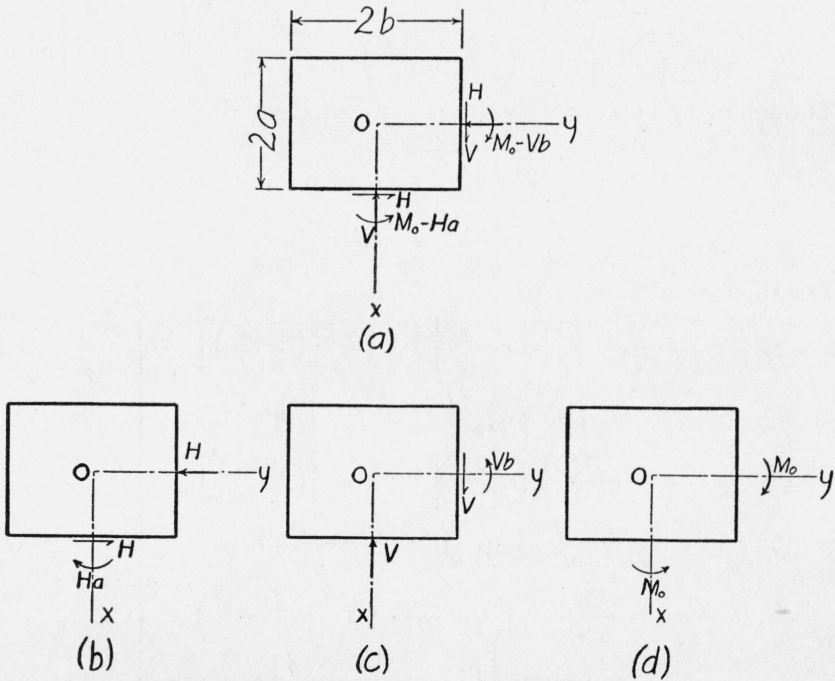 2b
H
2a
O
y
V
M₀-Vb
H
V
M₀-Ha
x
(a)
H
O
y
H
Ha
x
(b)
Vb
O
y
V
V
x
(c)
M₀
O
y
M₀
x
(d)